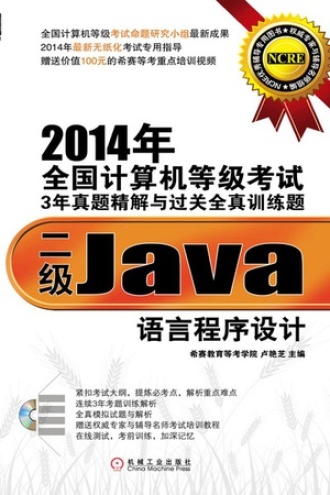 全国计算机等级考试命题研究小组最新成果
2014年最新无纸化考试专用指导
赠送价值100元的希赛等考重点培训视频
NCRE
2014年
全国计算机等级考试
3年真题精解与过关全真训练题
二级 Java
语言程序设计
希赛教育等考学院 卢艳芝 主编
紧扣考试大纲，提炼必考点，解析重点难点
连续3年考题训练解析
全真模拟试题与解析
赠送权威专家与辅导名师考试培训教程
在线测试，考前训练，加深记忆
机械工业出版社
China Machine Press